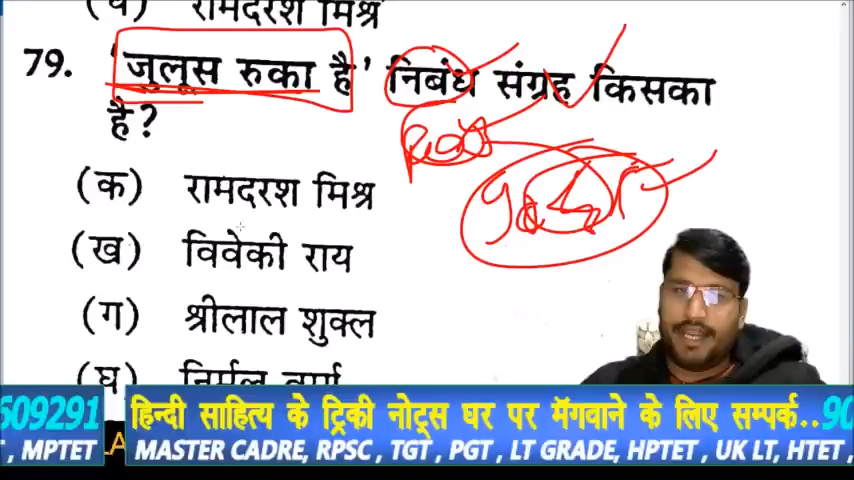 (घ) रामदरश मिश्र
79. 'जुलूस रुका है' निबंध संग्रह किसका
है?
(क) रामदरश मिश्र
(ख) विवेकी राय
(ग) श्रीलाल शुक्ल
(घ) निर्मल वर्मा
609291 हिन्दी साहित्य के ट्रिकी नोट्स घर पर मॅगवाने के लिए सम्पर्क..90
, MPTET MASTER CADRE, RPSC , TGT , PGT , LT GRADE, HPTET , UK LT, HTET ,